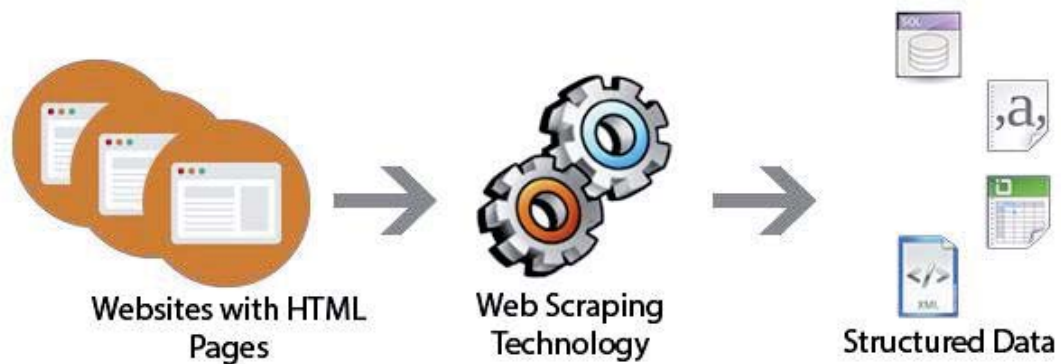 SQL
,a,
XML
Websites with HTML
Pages
Web Scraping
Technology
Structured Data